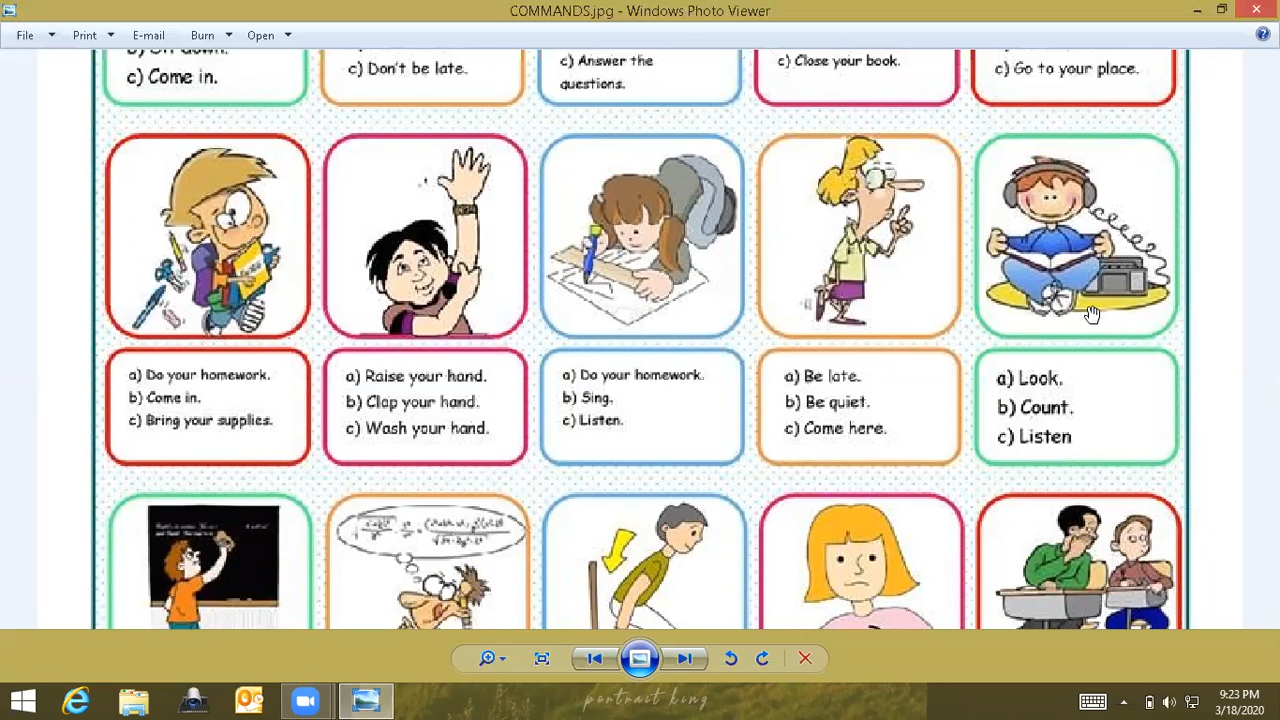 COMMANDS.jpg - Windows Photo Viewer
File Print E-mail Burn Open
c) Come in.
c) Don't be late.
c) Answer the
questions.
c) Close your book.
c) Go to your place.
a) Do your homework.
b) Come in.
c) Bring your supplies.
a) Raise your hand.
b) Clap your hand.
c) Wash your hand.
a) Do your homework.
b) Sing.
c) Listen.
a) Be late.
b) Be quiet.
c) Come here.
a) Look.
b) Count.
c) Listen
portrait king
9:23 PM
3/18/2020